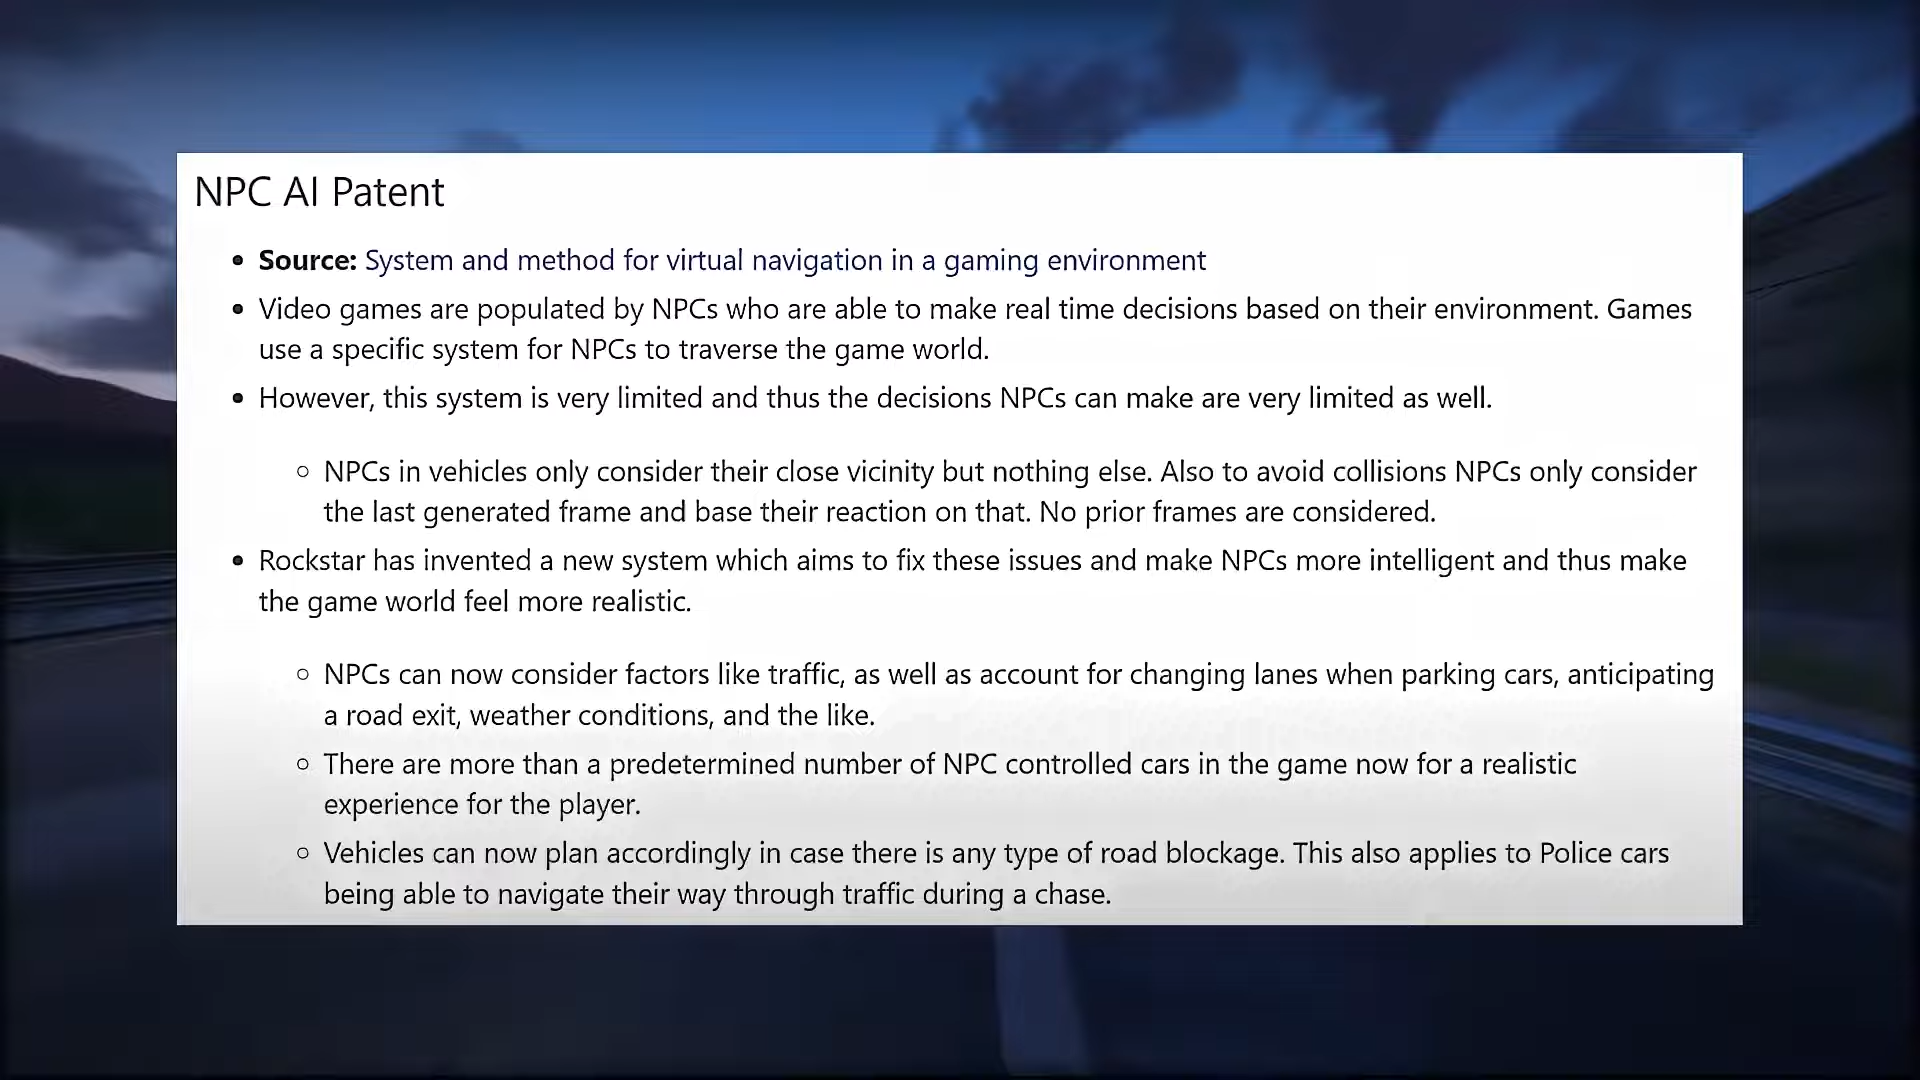 NPC AI Patent
• Source: System and method for virtual navigation in a gaming environment
• Video games are populated by NPCs who are able to make real time decisions based on their environment. Games
use a specific system for NPCs to traverse the game world.
• However, this system is very limited and thus the decisions NPCs can make are very limited as well.
○ NPCs in vehicles only consider their close vicinity but nothing else. Also to avoid collisions NPCs only consider
the last generated frame and base their reaction on that. No prior frames are considered.
• Rockstar has invented a new system which aims to fix these issues and make NPCs more intelligent and thus make
the game world feel more realistic.
○ NPCs can now consider factors like traffic, as well as account for changing lanes when parking cars, anticipating
a road exit, weather conditions, and the like.
○ There are more than a predetermined number of NPC controlled cars in the game now for a realistic
experience for the player.
○ Vehicles can now plan accordingly in case there is any type of road blockage. This also applies to Police cars
being able to navigate their way through traffic during a chase.